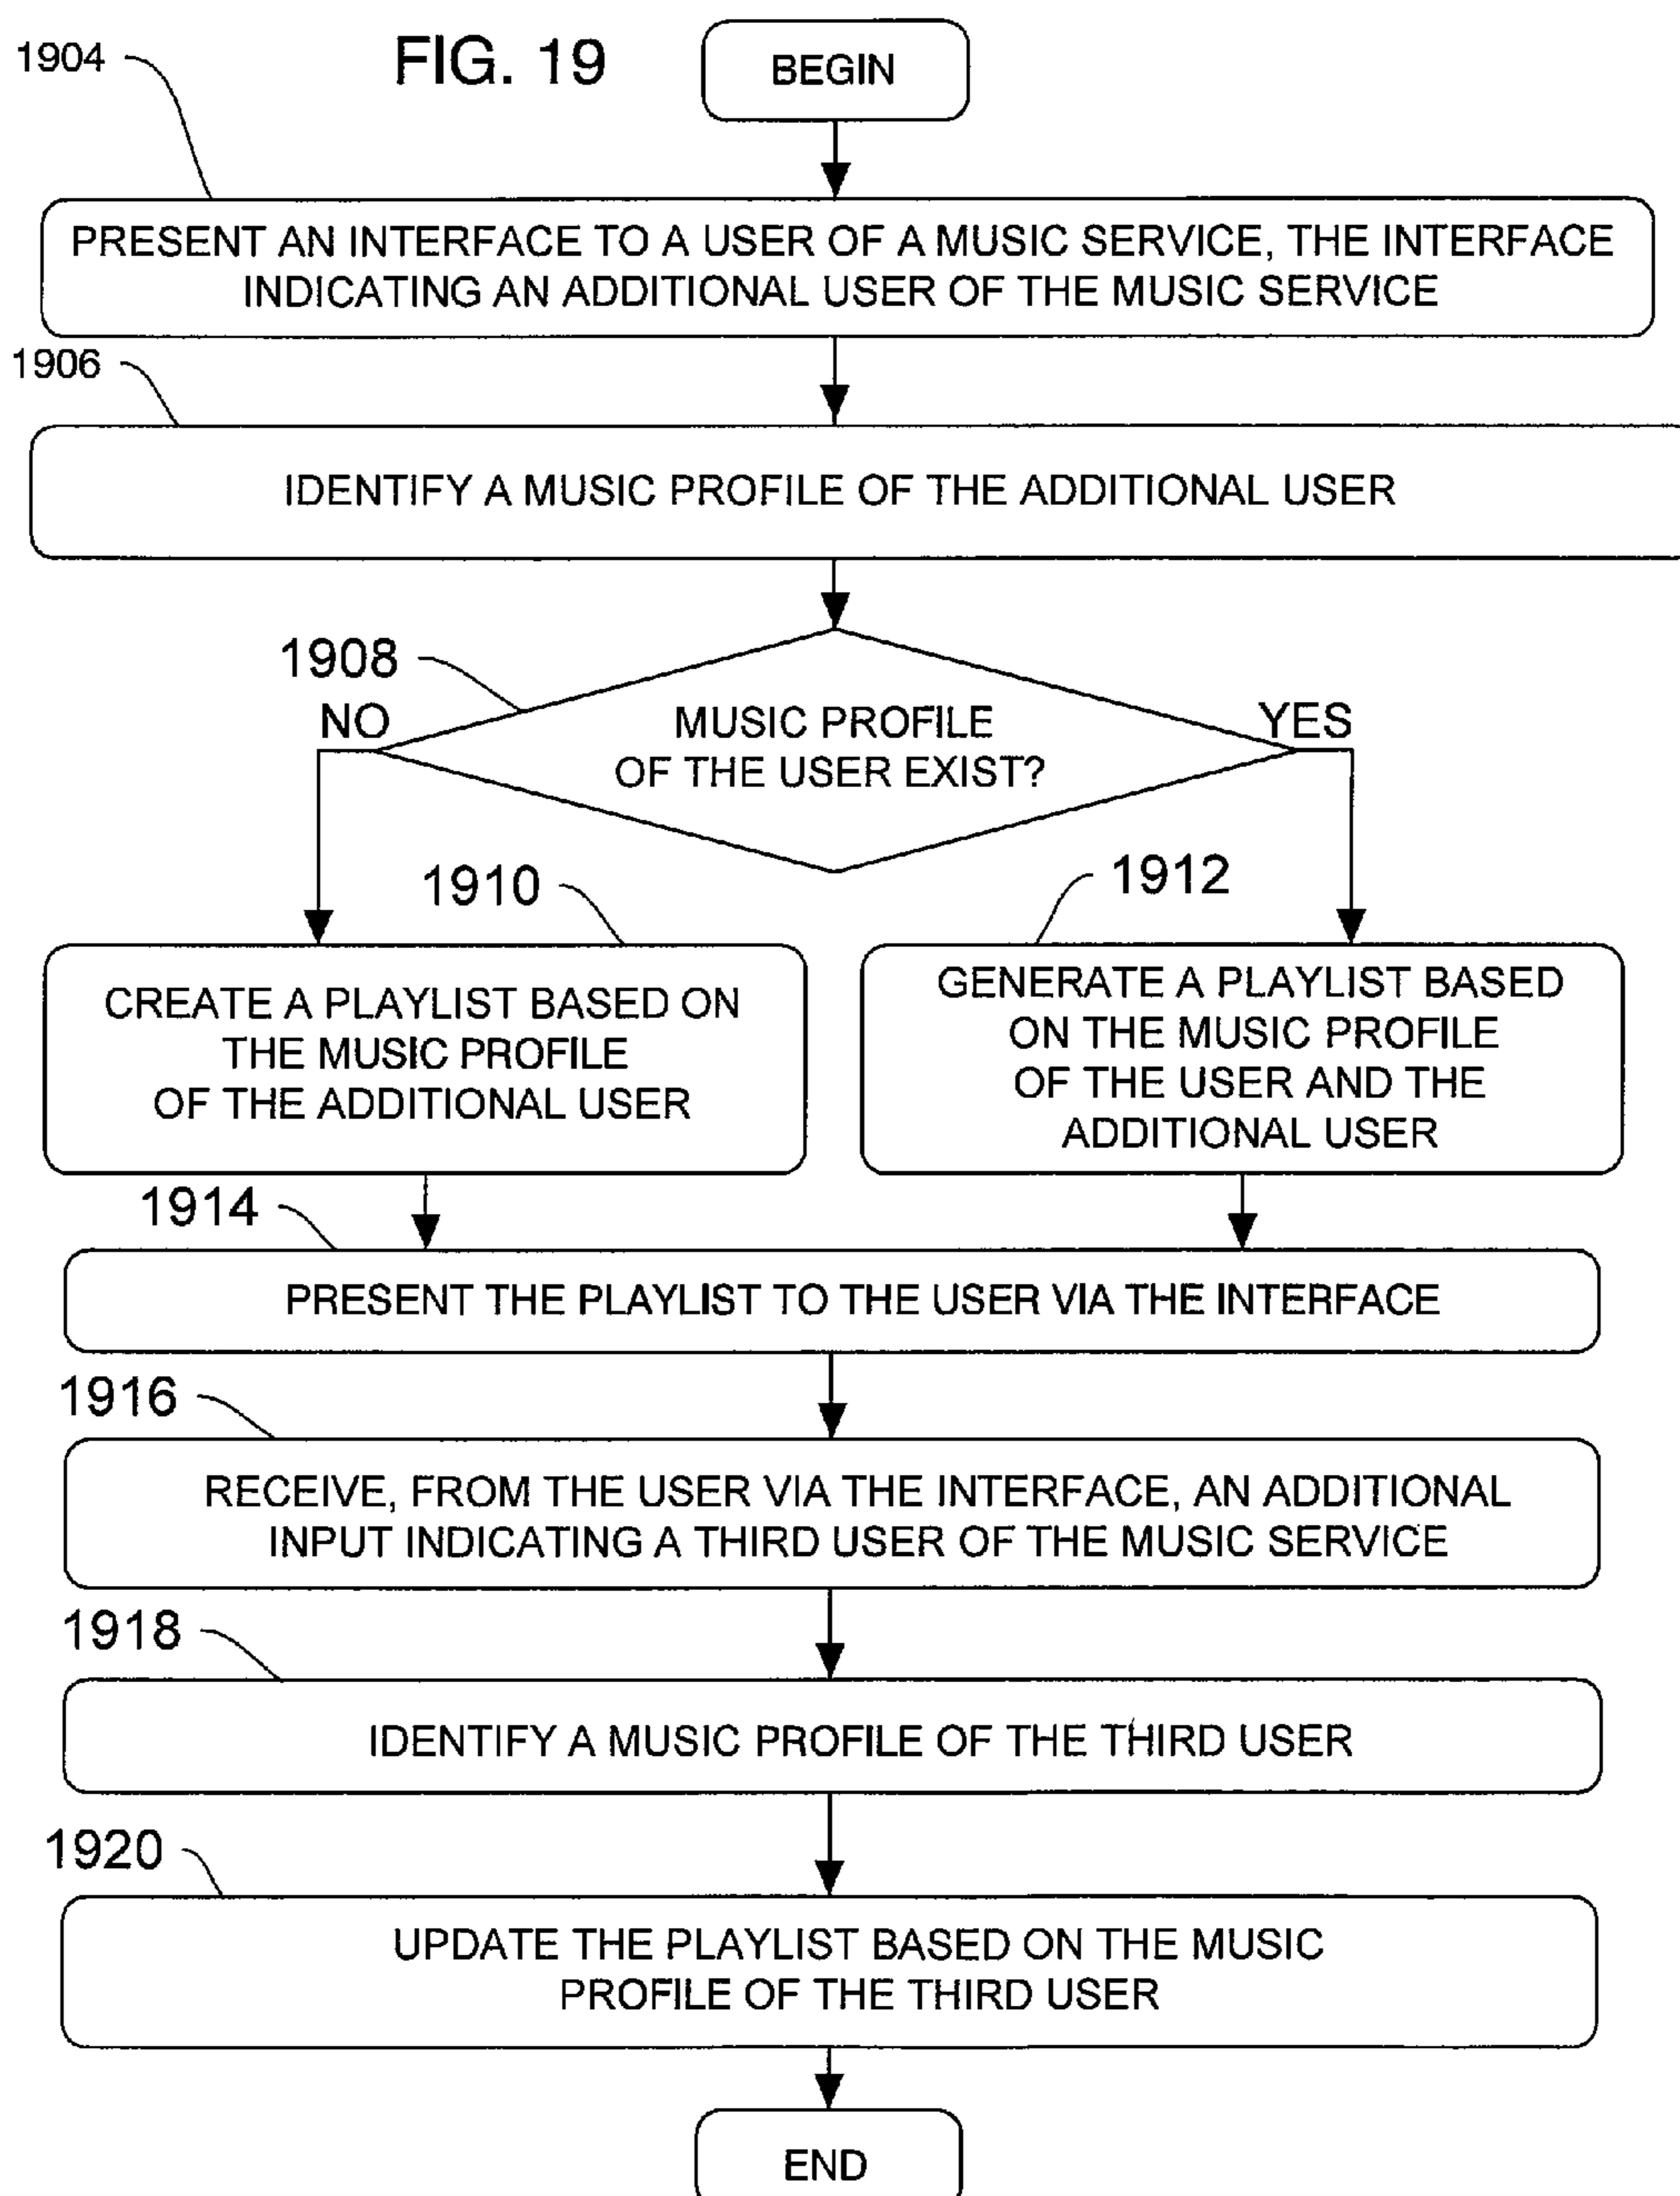 1904
FIG. 19
BEGIN
PRESENT AN INTERFACE TO A USER OF A MUSIC SERVICE, THE INTERFACE
INDICATING AN ADDITIONAL USER OF THE MUSIC SERVICE
1906
IDENTIFY A MUSIC PROFILE OF THE ADDITIONAL USER
1908
NO
MUSIC PROFILE
OF THE USER EXIST?
YES
1910
CREATE A PLAYLIST BASED ON
THE MUSIC PROFILE
OF THE ADDITIONAL USER
1912
GENERATE A PLAYLIST BASED
ON THE MUSIC PROFILE
OF THE USER AND THE
ADDITIONAL USER
1914
PRESENT THE PLAYLIST TO THE USER VIA THE INTERFACE
1916
RECEIVE, FROM THE USER VIA THE INTERFACE, AN ADDITIONAL
INPUT INDICATING A THIRD USER OF THE MUSIC SERVICE
1918
IDENTIFY A MUSIC PROFILE OF THE THIRD USER
1920
UPDATE THE PLAYLIST BASED ON THE MUSIC
PROFILE OF THE THIRD USER
END